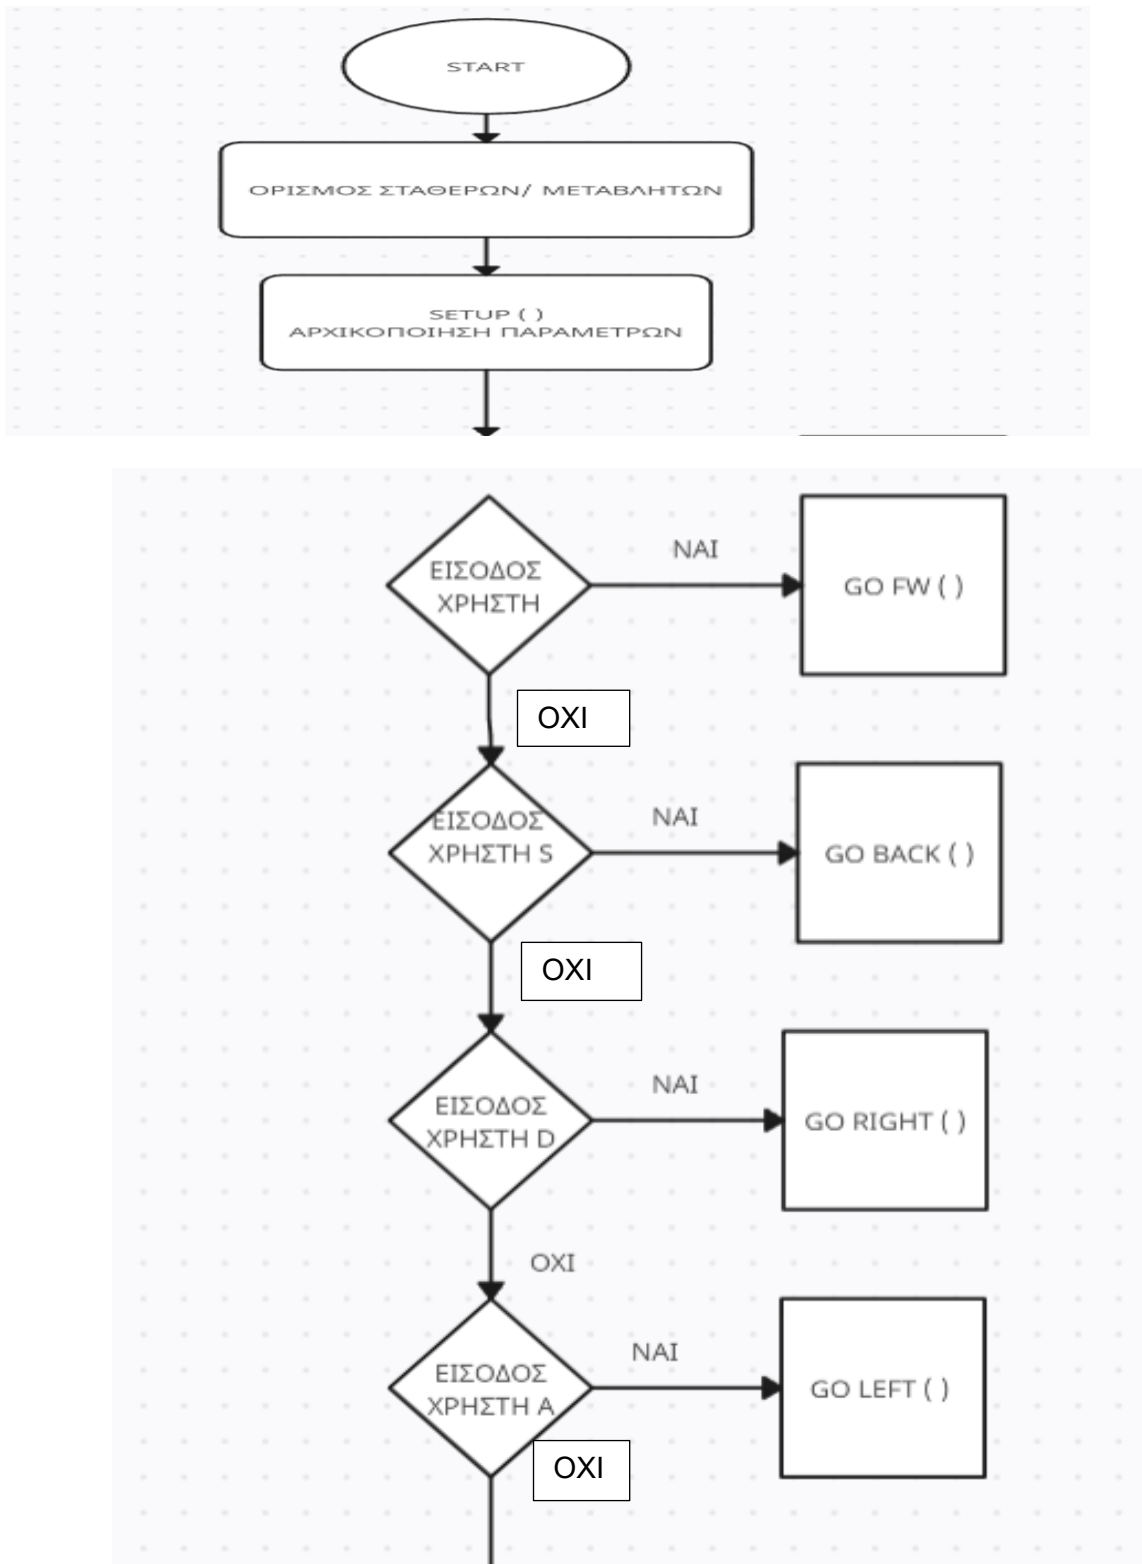 START
ΟΡΙΣΜΟΣ ΣΤΑΘΕΡΩΝ/ ΜΕΤΑΒΛΗΤΩΝ
SETUP ( )
ΑΡΧΙΚΟΠΟΙΗΣΗ ΠΑΡΑΜΕΤΡΩΝ
ΕΙΣΟΔΟΣ
ΧΡΗΣΤΗ
ΝΑΙ
GO FW ( )
ΟΧΙ
ΕΙΣΟΔΟΣ
ΧΡΗΣΤΗ S
ΝΑΙ
GO BACK ( )
ΟΧΙ
ΕΙΣΟΔΟΣ
ΧΡΗΣΤΗ D
ΝΑΙ
GO RIGHT ( )
ΟΧΙ
ΕΙΣΟΔΟΣ
ΧΡΗΣΤΗ A
ΝΑΙ
GO LEFT ( )
ΟΧΙ